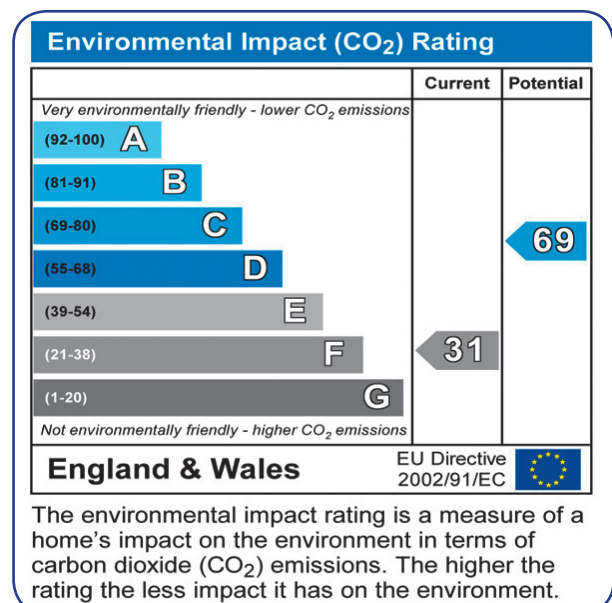 Environmental Impact (CO₂) Rating
Current Potential
Very environmentally friendly - lower CO₂ emissions
(92-100) A
(81-91) B
(69-80) C
69
(55-68) D
(39-54) E
(21-38) F 31
(1-20) G
Not environmentally friendly - higher CO₂ emissions
England & Wales
EU Directive
2002/91/EC
The environmental impact rating is a measure of a
home's impact on the environment in terms of
carbon dioxide (CO₂) emissions. The higher the
rating the less impact it has on the environment.